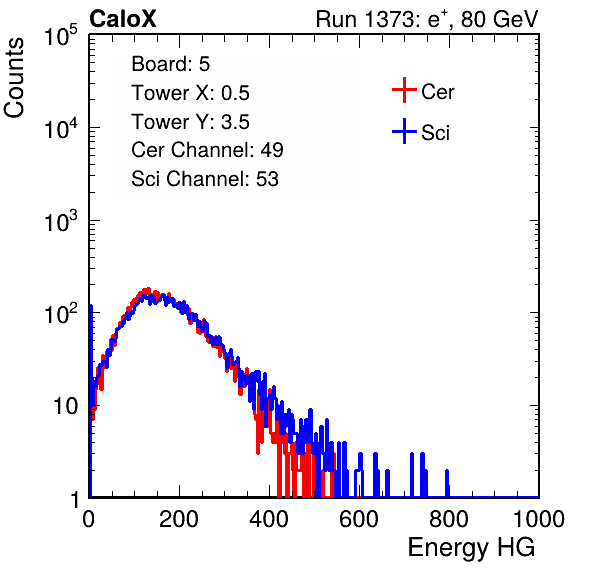 CaloX Run 1373: e⁺, 80 GeV
Counts
Board: 5
Tower X: 0.5
Tower Y: 3.5
Cer Channel: 49
Sci Channel: 53
Cer
Sci
10⁵
10⁴
10³
10²
10
1
0 200 400 600 800 1000
Energy HG